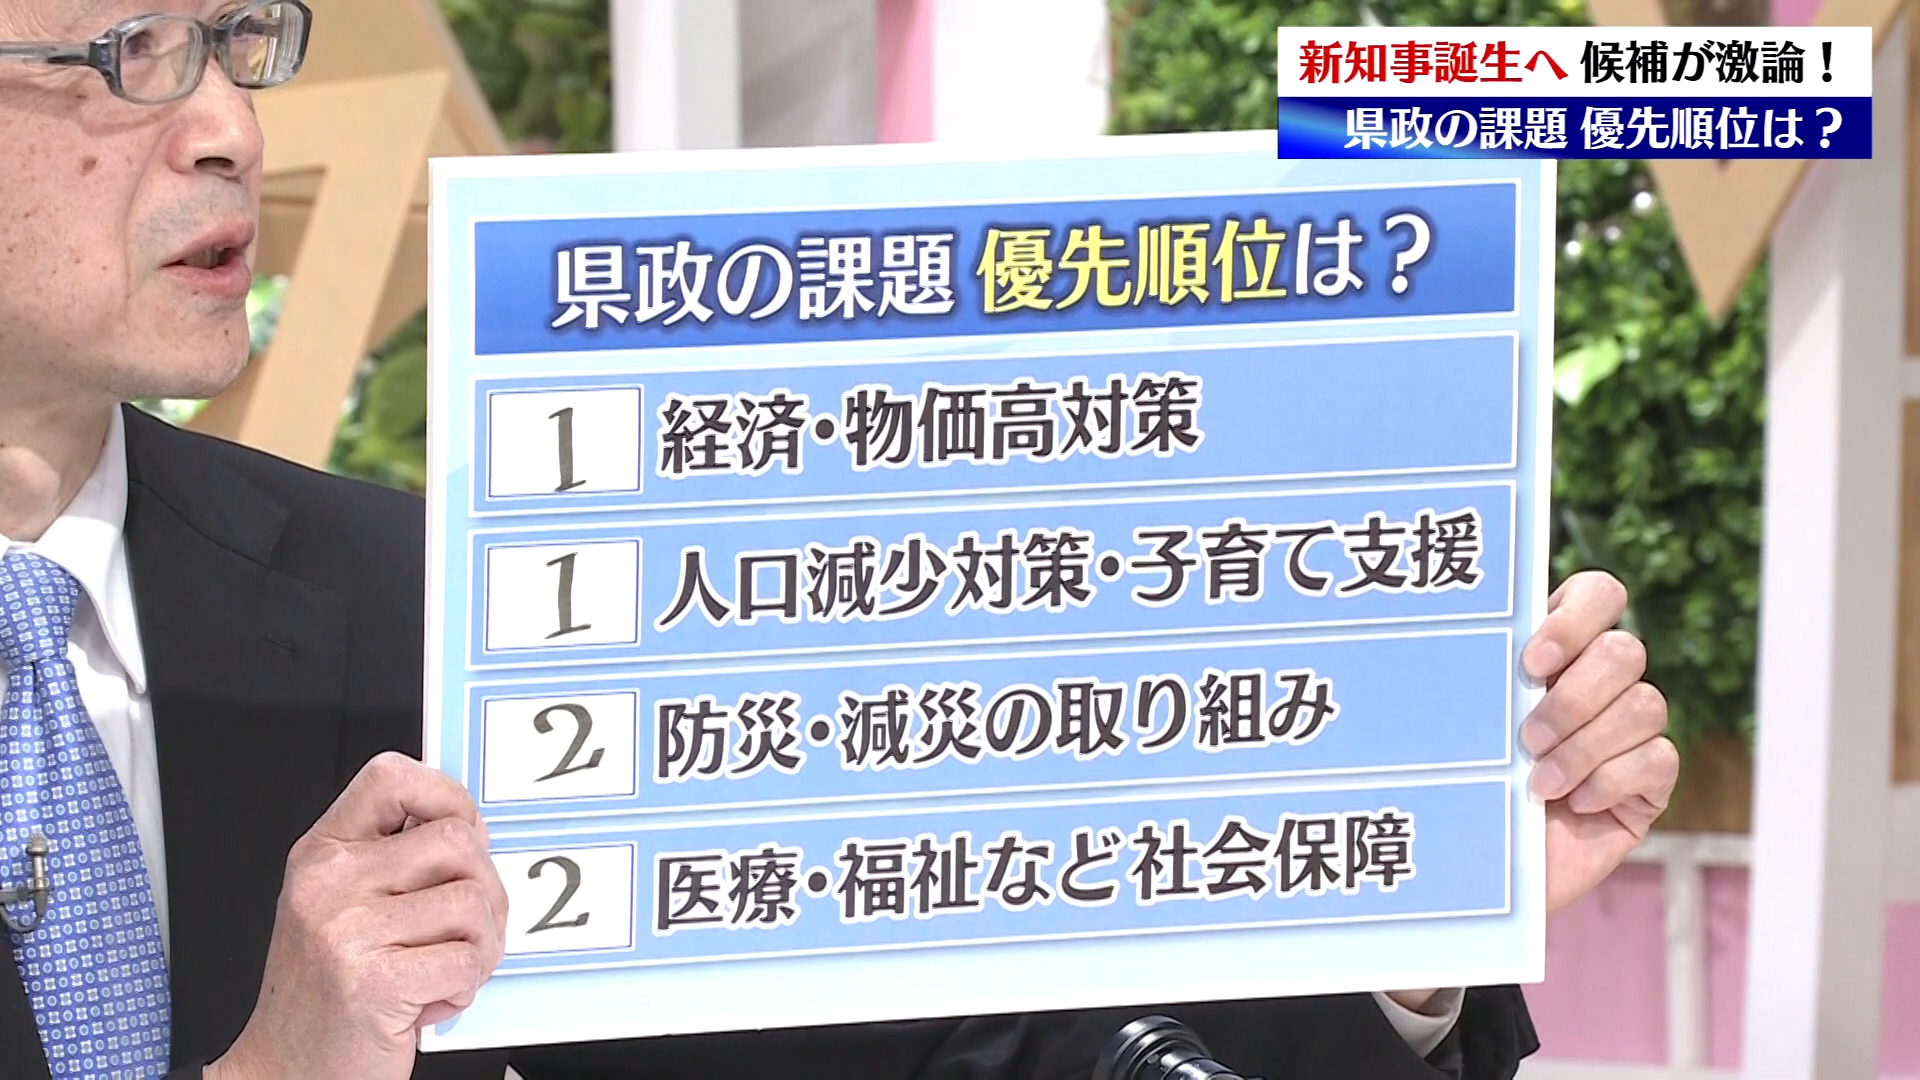 新知事誕生へ 候補が激論！
県政の課題 優先順位は？
県政の課題 優先順位は？
1 経済・物価高対策
1 人口減少対策・子育て支援
2 防災・減災の取り組み
2 医療・福祉など社会保障